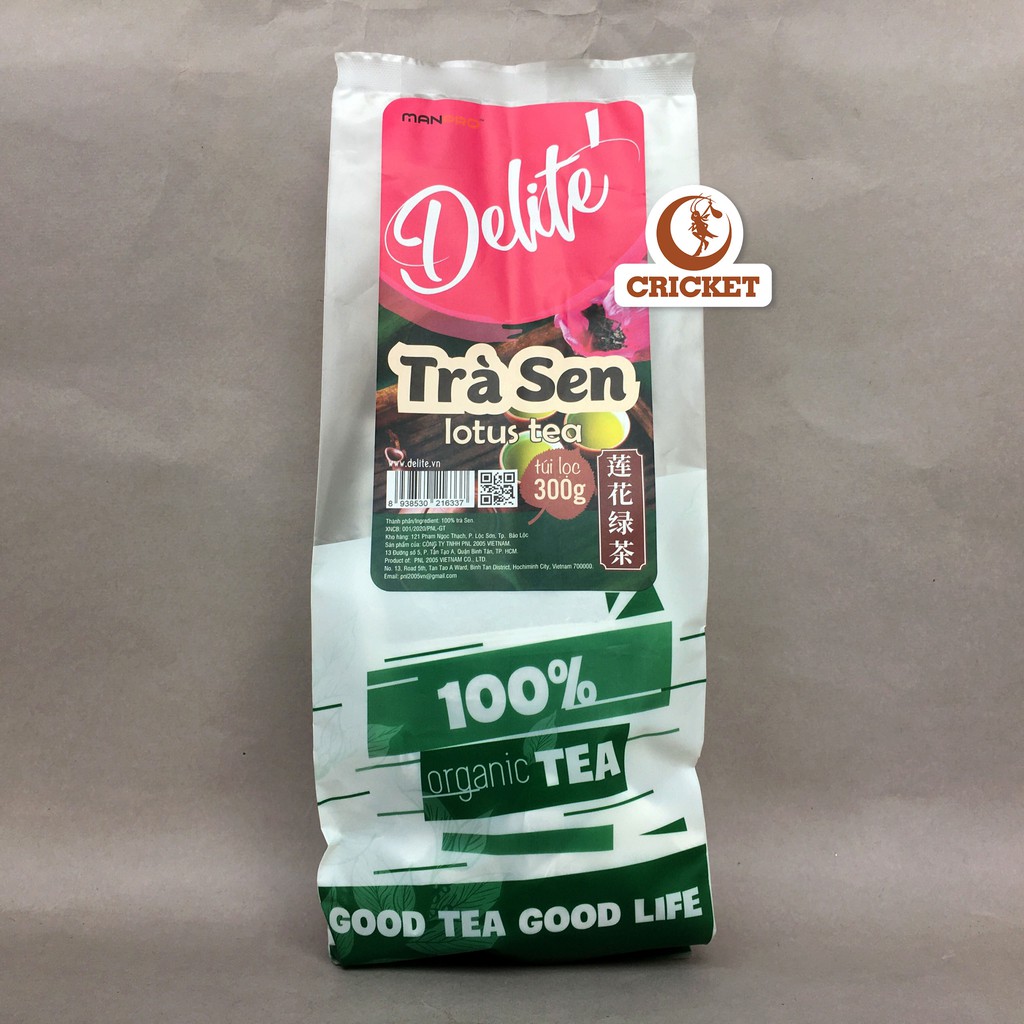 MANPRO
Delité
CRICKET
Trà Sen
lotus tea
www.delite.vn
túi lọc
300g
莲花绿茶
8 938530 216337
Thành phần/Ingredient: 100% trà Sen.
XNCB: 001/2020/PNL-GT
Kho hàng: 121 Phạm Ngọc Thạch, P. Lộc Sơn, Tp. Bảo Lộc
Sản phẩm của: CÔNG TY TNHH PNL 2005 VIETNAM.
13 Đường số 5, P. Tân Tạo A, Quận Bình Tân, TP. HCM
Product of: PNL 2005 VIETNAM CO., LTD.
No. 13, Road 5th, Tan Tao A Ward, Binh Tan District, Hochiminh City, Vietnam 700000.
Email: pnl2005vn@gmail.com
100%
organic TEA
GOOD TEA GOOD LIFE